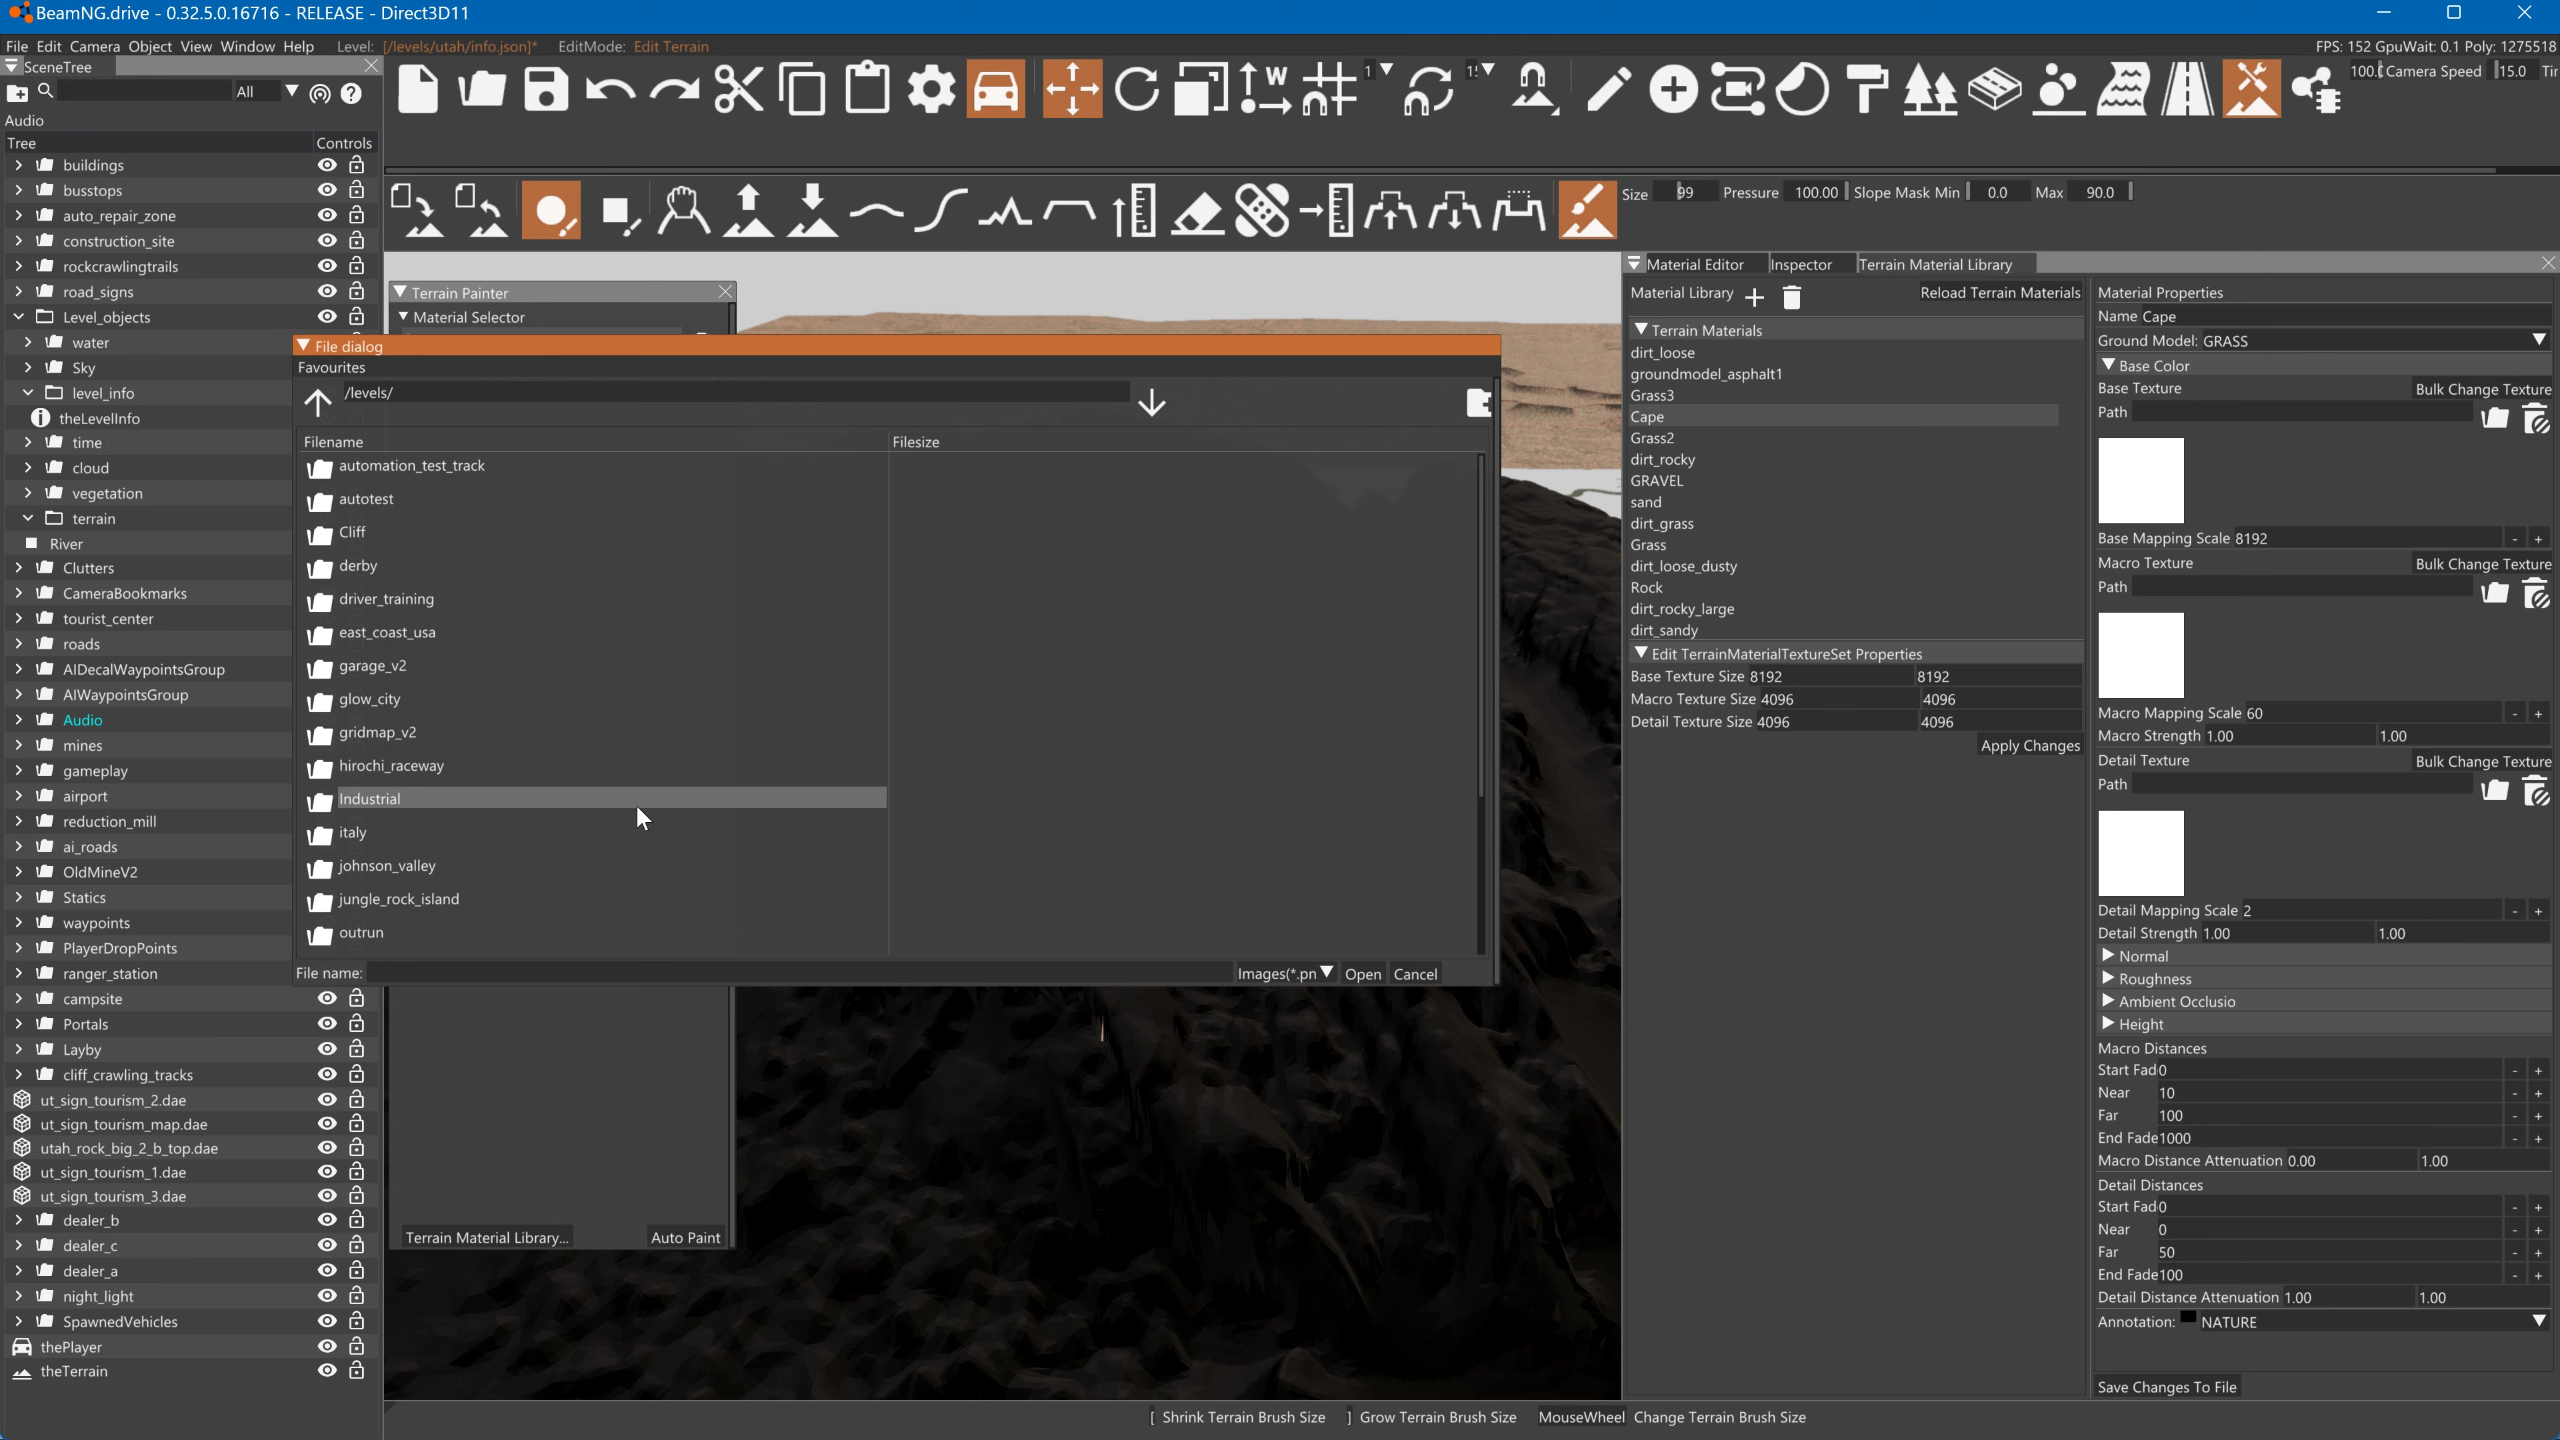 BeamNG.drive - 0.32.5.0.16716 - RELEASE - Direct3D11
File Edit Camera Object View Window Help Level: [/levels/utah/info.json]* EditMode: Edit Terrain FPS: 152 GpuWait: 0.1 Poly: 1275518
SceneTree
All
Audio
Tree Controls
buildings
busstops
auto_repair_zone
construction_site
rockcrawlingtrails
road_signs
Level_objects
water
Sky
level_info
theLevelInfo
time
cloud
vegetation
terrain
River
Clutters
CameraBookmarks
tourist_center
roads
AIDecalWaypointsGroup
AIWaypointsGroup
Audio
mines
gameplay
airport
reduction_mill
ai_roads
OldMineV2
Statics
waypoints
PlayerDropPoints
ranger_station
campsite
Portals
Layby
cliff_crawling_tracks
ut_sign_tourism_2.dae
ut_sign_tourism_map.dae
utah_rock_big_2_b_top.dae
ut_sign_tourism_1.dae
ut_sign_tourism_3.dae
dealer_b
dealer_c
dealer_a
night_light
SpawnedVehicles
thePlayer
theTerrain
W 1 Camera Speed 15.0
Size 99 Pressure 100.00 Slope Mask Min 0.0 Max 90.0
Terrain Painter
Material Selector
File dialog
Favourites
/levels/
Filename Filesize
automation_test_track
autotest
Cliff
derby
driver_training
east_coast_usa
garage_v2
glow_city
gridmap_v2
hirochi_raceway
Industrial
italy
johnson_valley
jungle_rock_island
outrun
File name: Images(*.pn Open Cancel
Terrain Material Library... Auto Paint
Material Editor Inspector Terrain Material Library
Material Library Reload Terrain Materials
Terrain Materials
dirt_loose
groundmodel_asphalt1
Grass3
Cape
Grass2
dirt_rocky
GRAVEL
sand
dirt_grass
Grass
dirt_loose_dusty
Rock
dirt_rocky_large
dirt_sandy
Edit TerrainMaterialTextureSet Properties
Base Texture Size 8192 8192
Macro Texture Size 4096 4096
Detail Texture Size 4096 4096
Apply Changes
Material Properties
Name Cape
Ground Model: GRASS
Base Color
Base Texture Bulk Change Texture
Path
Base Mapping Scale 8192 - +
Macro Texture Bulk Change Texture
Path
Macro Mapping Scale 60 - +
Macro Strength 1.00 1.00
Detail Texture Bulk Change Texture
Path
Detail Mapping Scale 2 - +
Detail Strength 1.00 1.00
Normal
Roughness
Ambient Occlusio
Height
Macro Distances
Start Fad0 - +
Near 10 - +
Far 100 - +
End Fade1000 - +
Macro Distance Attenuation 0.00 1.00
Detail Distances
Start Fad0 - +
Near 0 - +
Far 50 - +
End Fade100 - +
Detail Distance Attenuation 1.00 1.00
Annotation: NATURE
Save Changes To File
[ Shrink Terrain Brush Size ] Grow Terrain Brush Size MouseWheel Change Terrain Brush Size